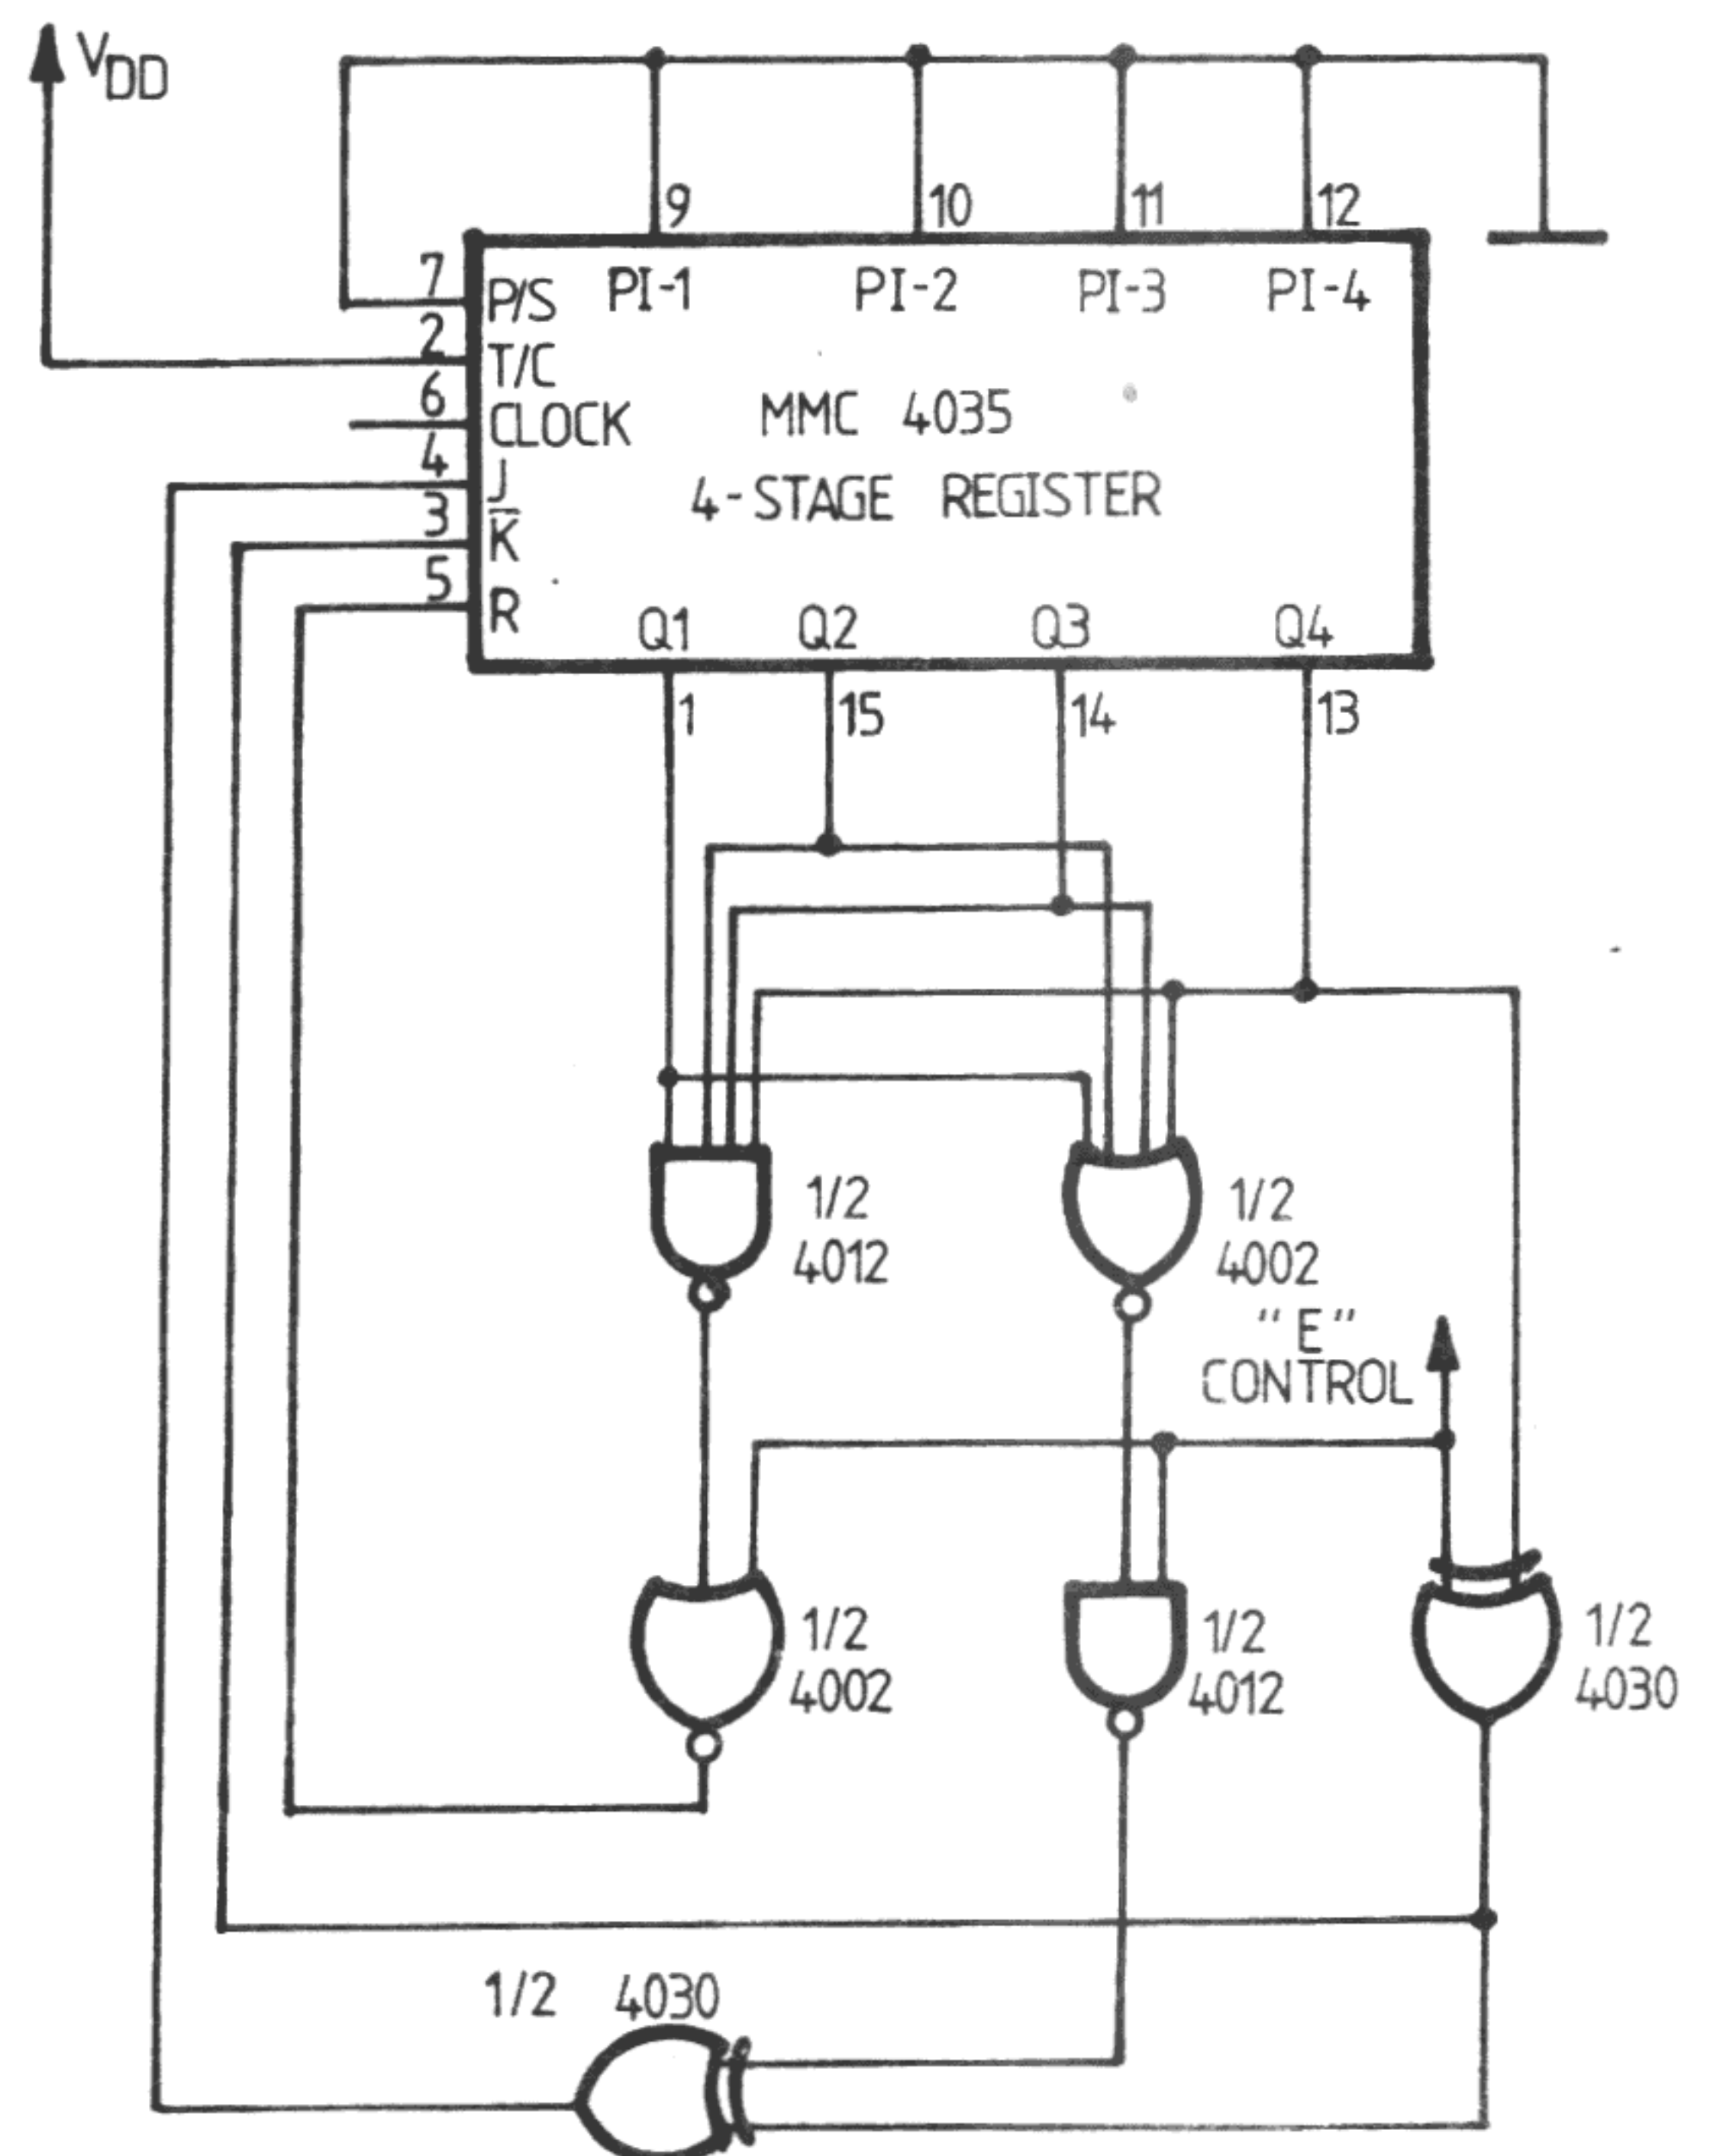 VDD
9 10 11 12
7 P/S PI-1 PI-2 PI-3 PI-4
2 T/C
6 CLOCK MMC 4035
4 J
4-STAGE REGISTER
3 K̅
5 R
Q1 Q2 Q3 Q4
1 15 14 13
1/2 1/2
4012 4002
"E"
CONTROL
1/2 1/2 1/2
4002 4012 4030
1/2 4030